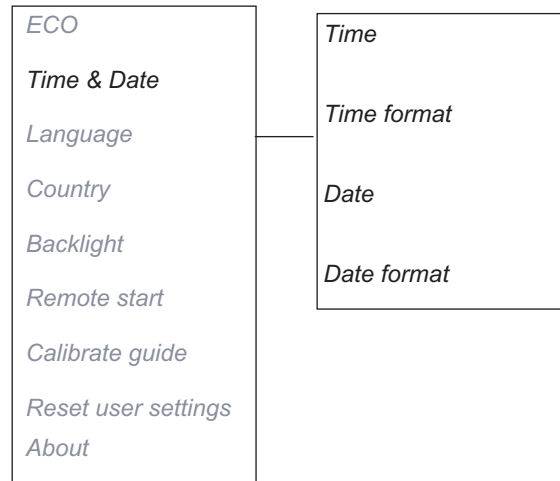 ECO
Time & Date
Language
Country
Backlight
Remote start
Calibrate guide
Reset user settings
About
Time
Time format
Date
Date format